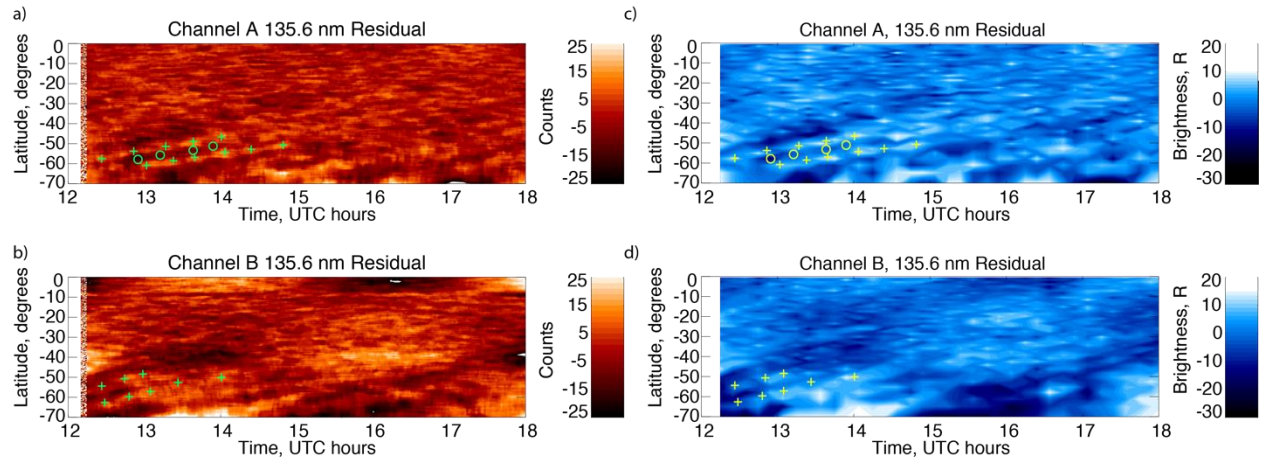 a)
Channel A 135.6 nm Residual
Latitude, degrees
0
-10
-20
-30
-40
-50
-60
-70
12 13 14 15 16 17 18
Time, UTC hours
25
15
5
-5
-15
-25
Counts
c)
Channel A, 135.6 nm Residual
Latitude, degrees
0
-10
-20
-30
-40
-50
-60
-70
12 13 14 15 16 17 18
Time, UTC hours
20
10
0
-10
-20
-30
Brightness, R
b)
Channel B 135.6 nm Residual
Latitude, degrees
0
-10
-20
-30
-40
-50
-60
-70
12 13 14 15 16 17 18
Time, UTC hours
25
15
5
-5
-15
-25
Counts
d)
Channel B, 135.6 nm Residual
Latitude, degrees
0
-10
-20
-30
-40
-50
-60
-70
12 13 14 15 16 17 18
Time, UTC hours
20
10
0
-10
-20
-30
Brightness, R